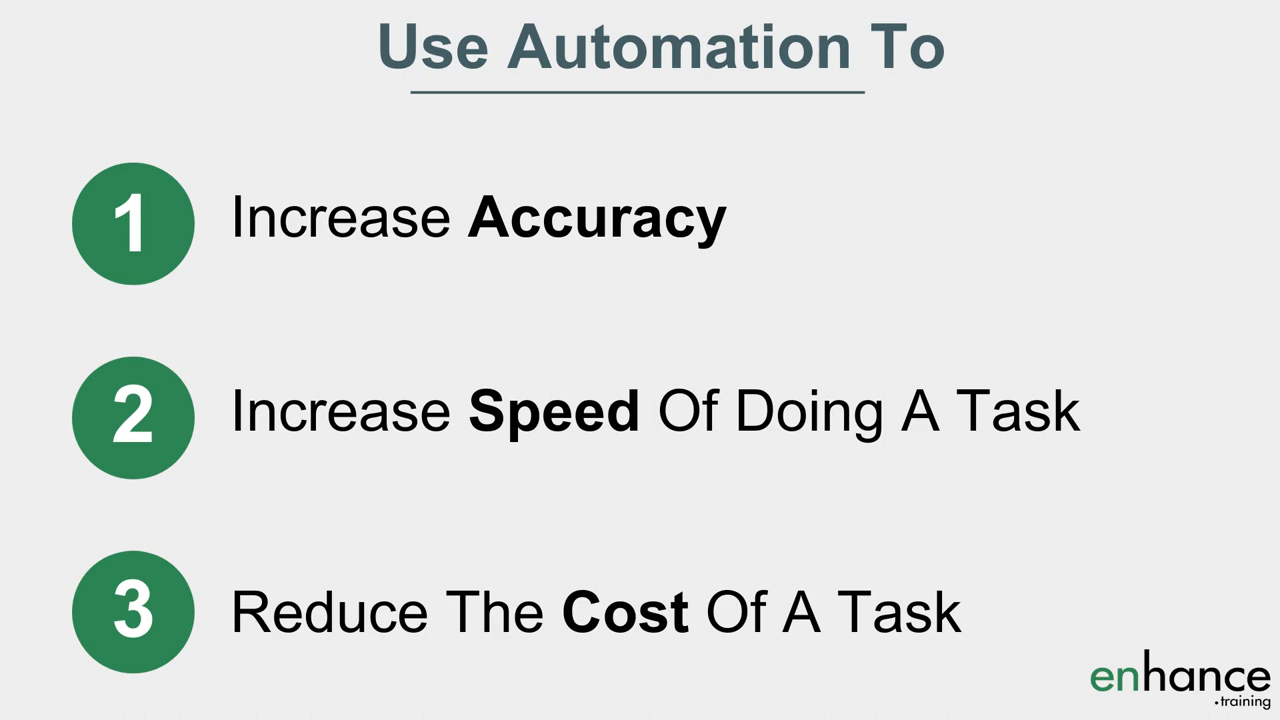 Use Automation To
1 Increase Accuracy
2 Increase Speed Of Doing A Task
3 Reduce The Cost Of A Task
enhance
.training